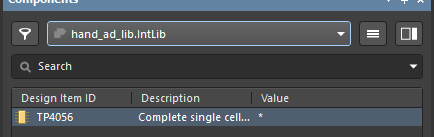 Components
hand_ad_lib.IntLib
Search
Design Item ID Description Value
TP4056 Complete single cell... *